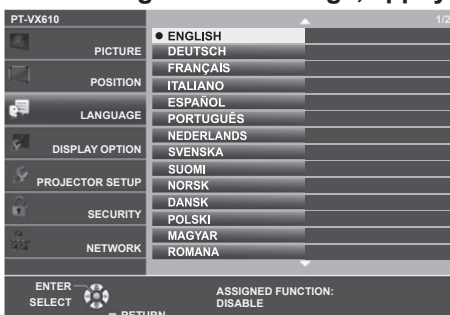 PT-VX610
1/2
PICTURE
POSITION
LANGUAGE
DISPLAY OPTION
PROJECTOR SETUP
SECURITY
NETWORK
● ENGLISH
DEUTSCH
FRANÇAIS
ITALIANO
ESPAÑOL
PORTUGUÊS
NEDERLANDS
SVENSKA
SUOMI
NORSK
DANSK
POLSKI
MAGYAR
ROMANA
ENTER
SELECT
RETURN
ASSIGNED FUNCTION:
DISABLE